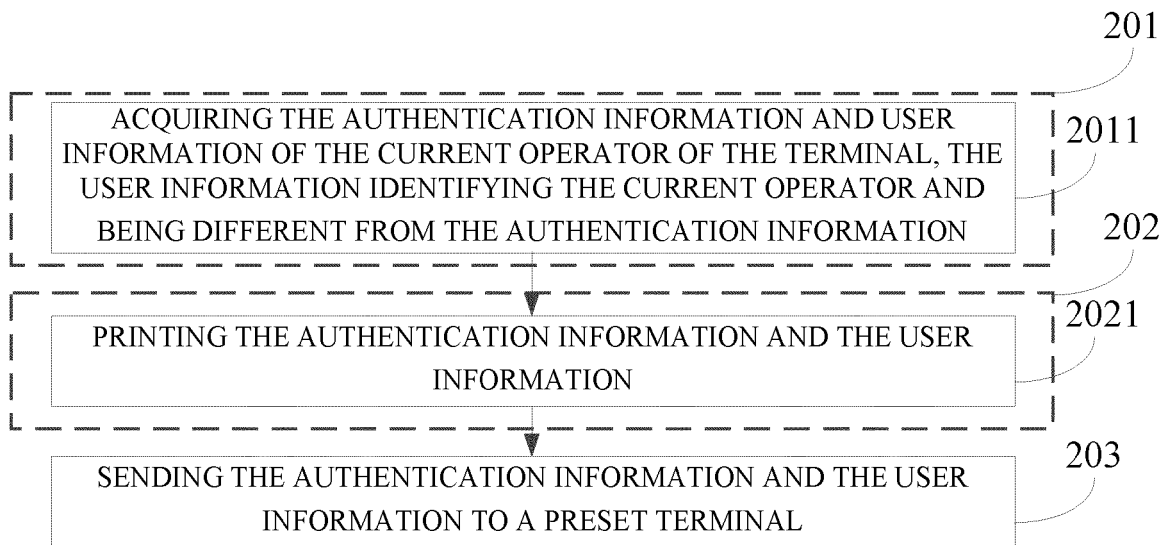 201
ACQUIRING THE AUTHENTICATION INFORMATION AND USER
INFORMATION OF THE CURRENT OPERATOR OF THE TERMINAL, THE
USER INFORMATION IDENTIFYING THE CURRENT OPERATOR AND
BEING DIFFERENT FROM THE AUTHENTICATION INFORMATION
2011
202
PRINTING THE AUTHENTICATION INFORMATION AND THE USER
INFORMATION
2021
SENDING THE AUTHENTICATION INFORMATION AND THE USER
INFORMATION TO A PRESET TERMINAL
203